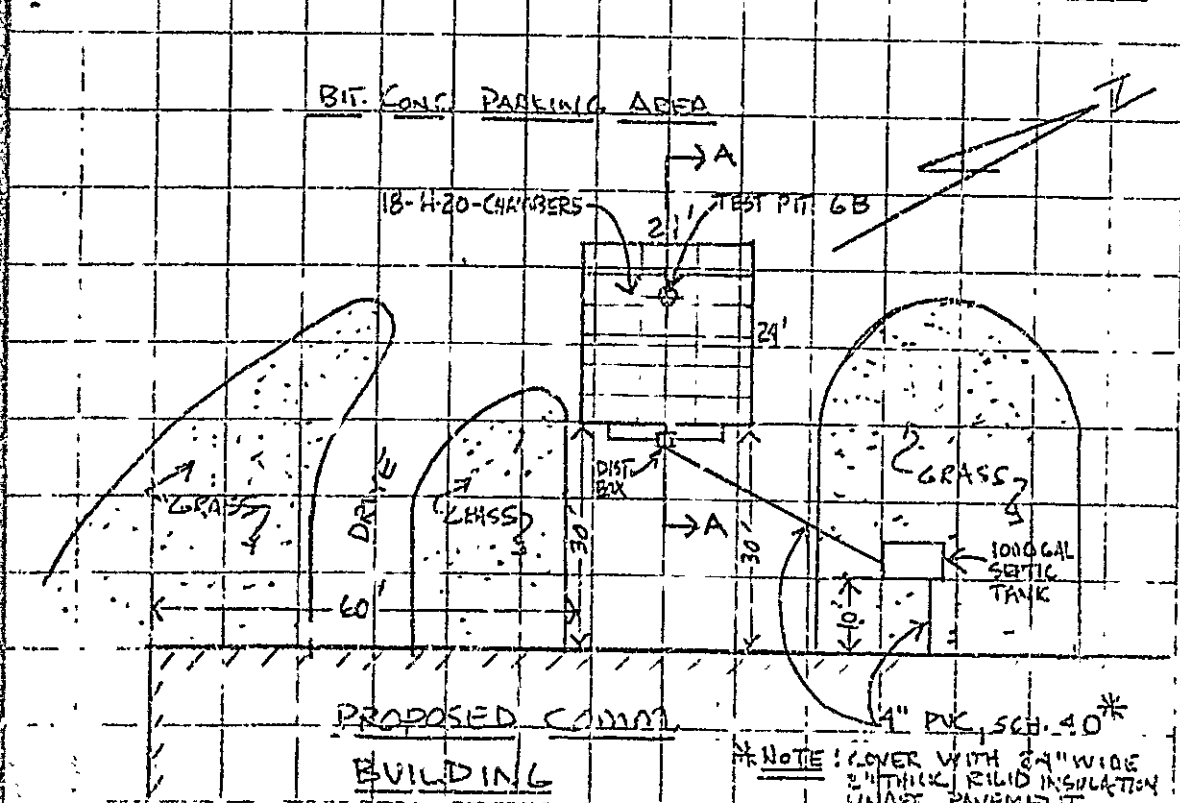 BIT. CONC. PARKING AREA
A
18-H-20-CHAMBERS
TEST PIT 6B
21'
24'
N
DIST.
BOX
GRASS
DRIVE
GRASS
GRASS
30'
30'
A
1000 GAL
SEPTIC
TANK
60'
10'
PROPOSED COMM.
BUILDING
4" PVC, SCH. 40*
*NOTE: COVER WITH 24" WIDE
2" THICK RIGID INSULATION
UNDER PAVEMENT